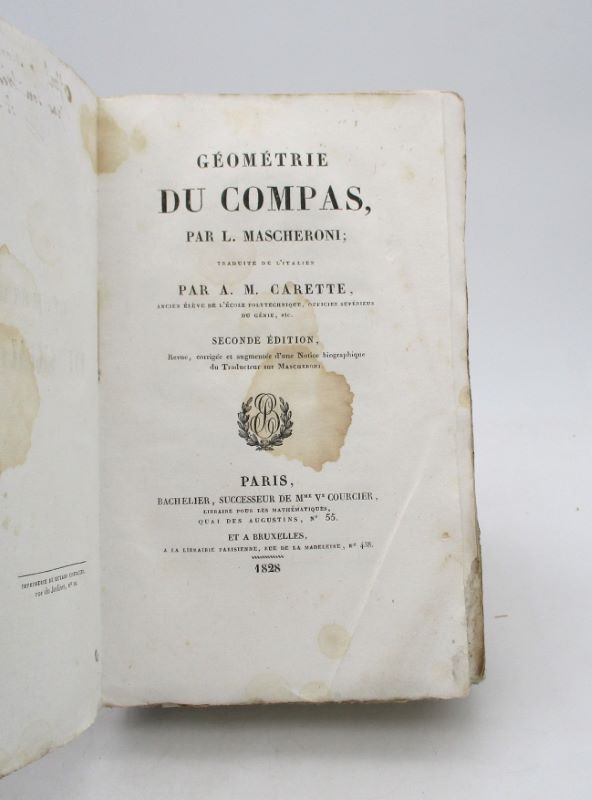 GÉOMÉTRIE
DU COMPAS,
PAR L. MASCHERONI;
TRADUITE DE L'ITALIEN
PAR A. M. CARETTE,
ANCIEN ÉLÈVE DE L'ÉCOLE POLYTECHNIQUE, OFFICIER SUPÉRIEUR
DU GÉNIE, etc.
SECONDE ÉDITION,
Revue, corrigée et augmentée d'une Notice biographique
du Traducteur sur MASCHERONI.
PARIS,
BACHELIER, SUCCESSEUR DE Mme Ve COURCIER,
LIBRAIRE POUR LES MATHÉMATIQUES,
QUAI DES AUGUSTINS, No 55.
ET A BRUXELLES,
A LA LIBRAIRIE PARISIENNE, RUE DE LA MADELEINE, No 438.
1828